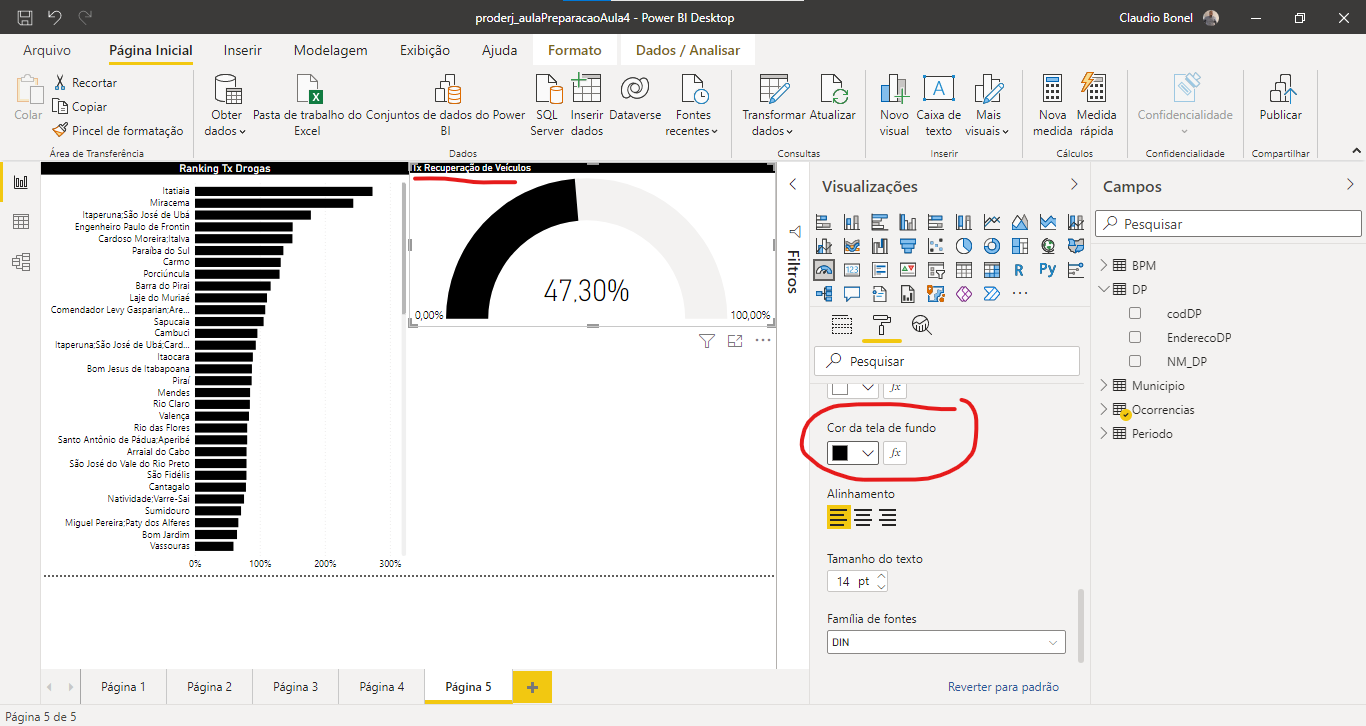 proderj_aulaPreparacaoAula4 - Power BI Desktop
Claudio Bonel
Arquivo
Página Inicial
Inserir
Modelagem
Exibição
Ajuda
Formato
Dados / Analisar
Colar
Recortar
Copiar
Pincel de formatação
Área de Transferência
Obter
dados
Pasta de trabalho do
Excel
Conjuntos de dados do Power
BI
SQL
Server
Inserir
dados
Dataverse
Fontes
recentes
Dados
Transformar
dados
Atualizar
Consultas
Novo
visual
Caixa de
texto
Mais
visuais
Inserir
Nova
medida
Medida
rápida
Cálculos
Confidencialidade
Confidencialidade
Publicar
Compartilhar
Ranking Tx Drogas
Itatiaia
Miracema
Itaperuna;São José de Ubá
Engenheiro Paulo de Frontin
Cardoso Moreira;Italva
Paraíba do Sul
Carmo
Porciúncula
Barra do Piraí
Laje do Muriaé
Comendador Levy Gasparian;Are...
Sapucaia
Cambuci
Itaperuna;São José de Ubá;Card...
Itaocara
Bom Jesus de Itabapoana
Piraí
Mendes
Rio Claro
Valença
Rio das Flores
Santo Antônio de Pádua;Aperibé
Arraial do Cabo
São José do Vale do Rio Preto
São Fidélis
Cantagalo
Natividade;Varre-Sai
Sumidouro
Miguel Pereira;Paty dos Alferes
Bom Jardim
Vassouras
0%
100%
200%
300%
Tx Recuperação de Veículos
47,30%
0,00%
100,00%
Filtros
Visualizações
R
Py
123
Pesquisar
fx
Cor da tela de fundo
fx
Alinhamento
Tamanho do texto
14 pt
Família de fontes
DIN
Reverter para padrão
Campos
Pesquisar
BPM
DP
codDP
EnderecoDP
NM_DP
Municipio
Ocorrencias
Periodo
Página 1
Página 2
Página 3
Página 4
Página 5
+
Página 5 de 5